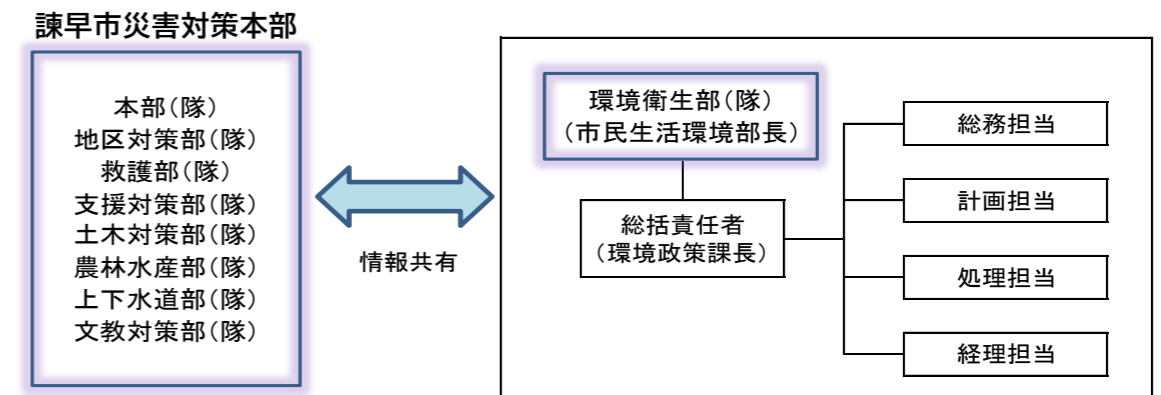 諫早市災害対策本部
本部（隊）
地区対策部（隊）
救護部（隊）
支援対策部（隊）
土木対策部（隊）
農林水産部（隊）
上下水道部（隊）
文教対策部（隊）
情報共有
環境衛生部（隊）
（市民生活環境部長）
総括責任者
（環境政策課長）
総務担当
計画担当
処理担当
経理担当